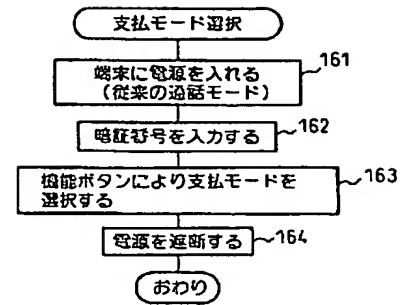 支払モード選択
端末に電源を入れる
（従来の通話モード）
161
暗証番号を入力する
162
機能ボタンにより支払モードを
選択する
163
電源を遮断する
164
おわり